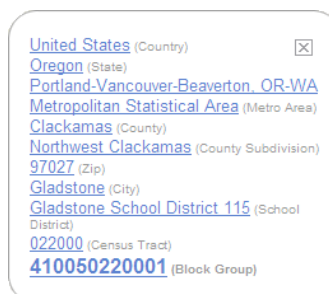 United States (Country)
Oregon (State)
Portland-Vancouver-Beaverton, OR-WA
Metropolitan Statistical Area (Metro Area)
Clackamas (County)
Northwest Clackamas (County Subdivision)
97027 (Zip)
Gladstone (City)
Gladstone School District 115 (School
District)
022000 (Census Tract)
410050220001 (Block Group)